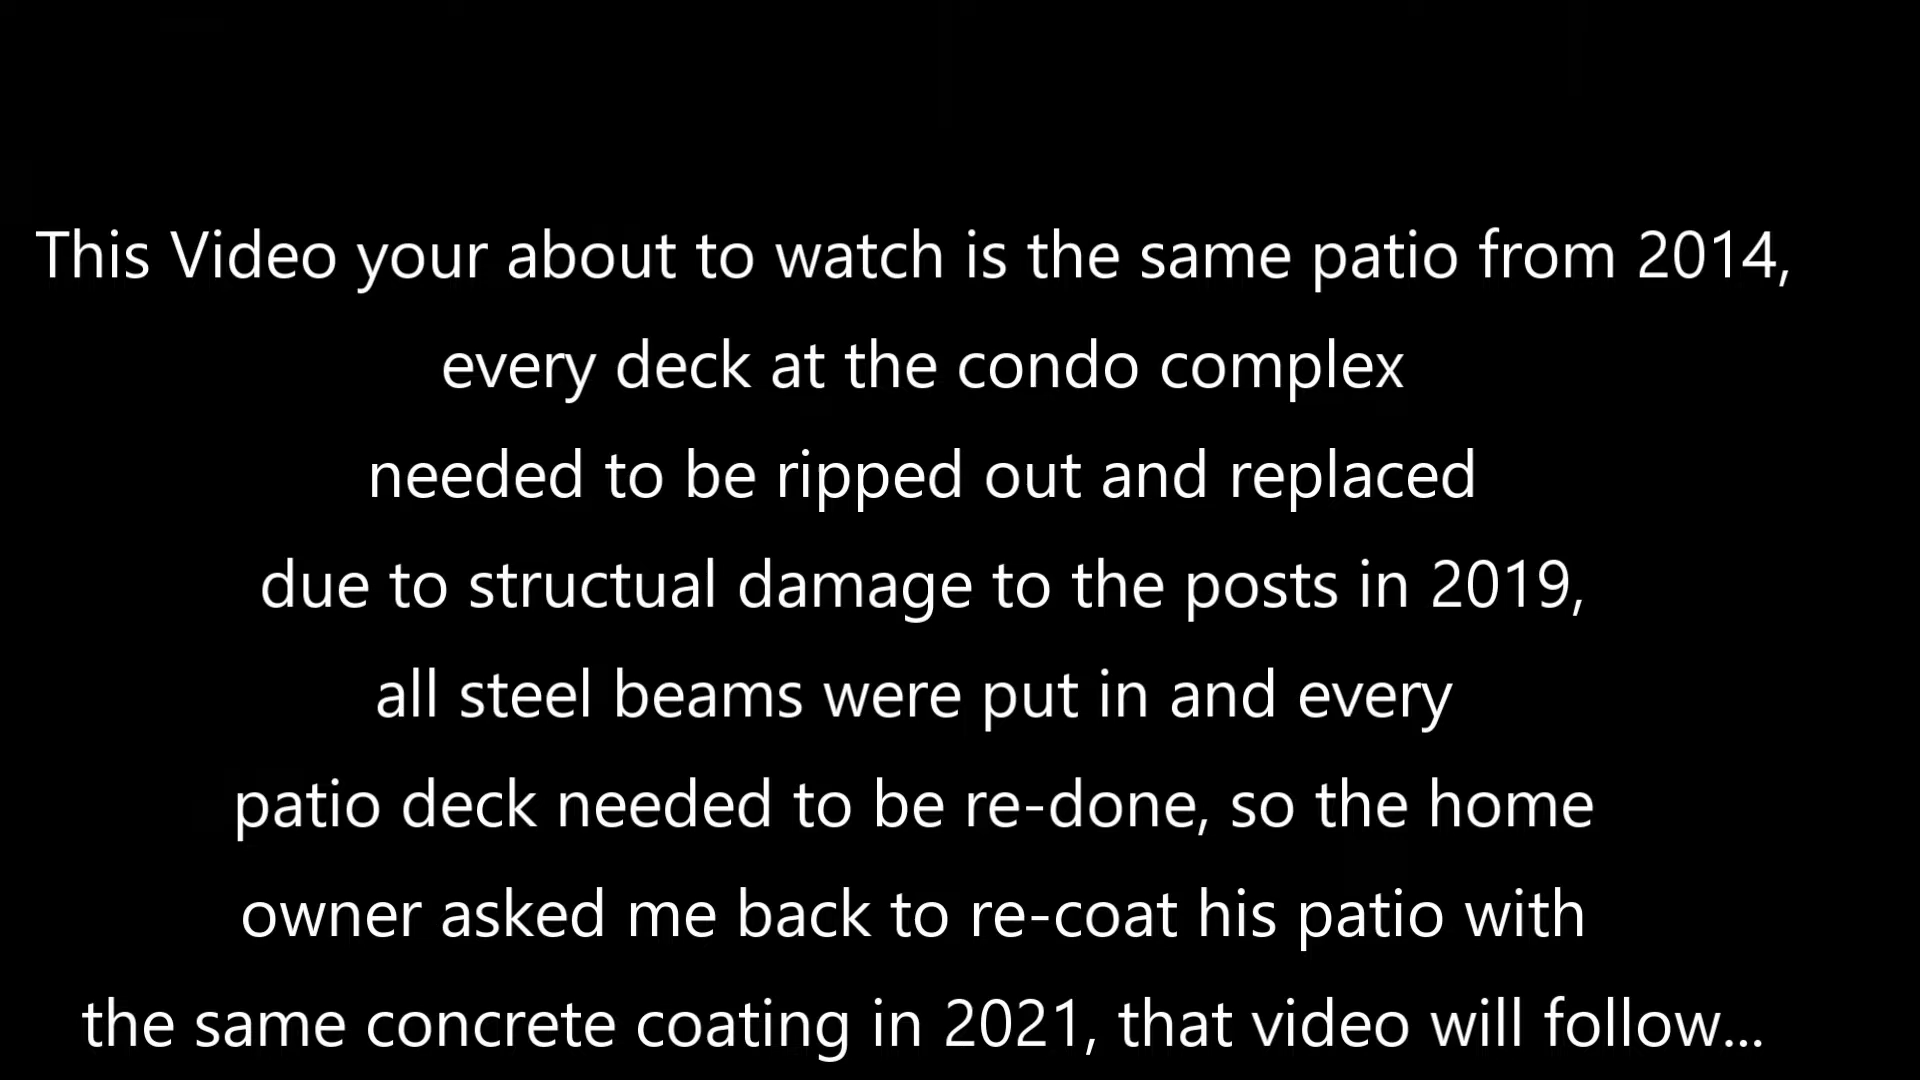 This Video your about to watch is the same patio from 2014,
every deck at the condo complex
needed to be ripped out and replaced
due to structual damage to the posts in 2019,
all steel beams were put in and every
patio deck needed to be re-done, so the home
owner asked me back to re-coat his patio with
the same concrete coating in 2021, that video will follow...